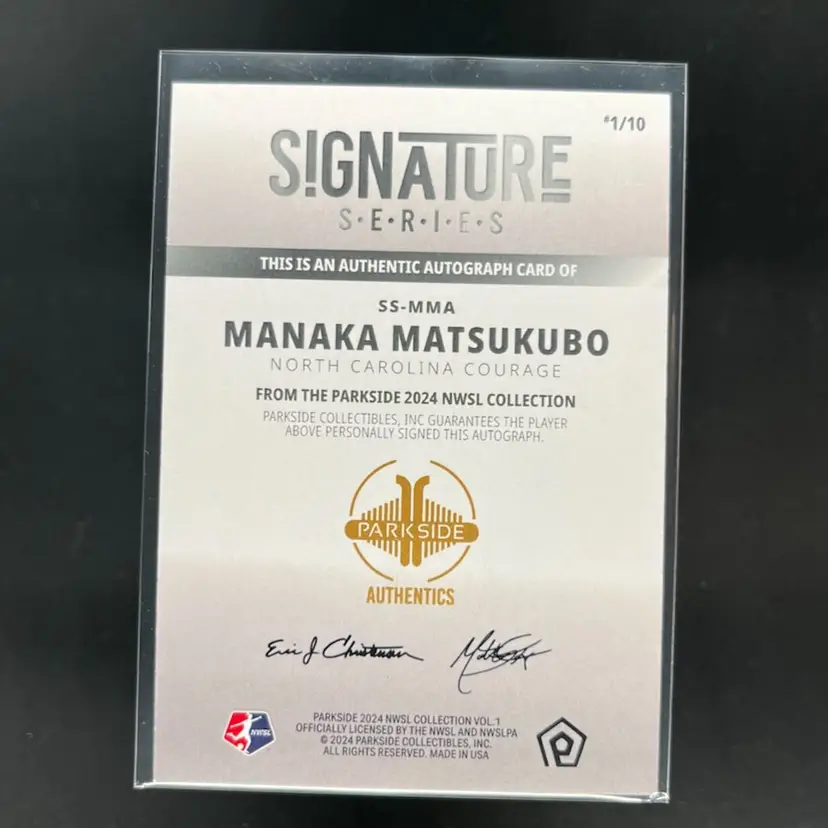 #1/10
SIGNATURE
S·E·R·I·E·S
THIS IS AN AUTHENTIC AUTOGRAPH CARD OF
SS-MMA
MANAKA MATSUKUBO
NORTH CAROLINA COURAGE
FROM THE PARKSIDE 2024 NWSL COLLECTION
PARKSIDE COLLECTIBLES, INC GUARANTEES THE PLAYER
ABOVE PERSONALLY SIGNED THIS AUTOGRAPH.
PARKSIDE
AUTHENTICS
Eric J
NWSL
PARKSIDE 2024 NWSL COLLECTION VOL.1
OFFICIALLY LICENSED BY THE NWSL AND NWSLPA
© 2024 PARKSIDE COLLECTIBLES, INC.
ALL RIGHTS RESERVED. MADE IN USA